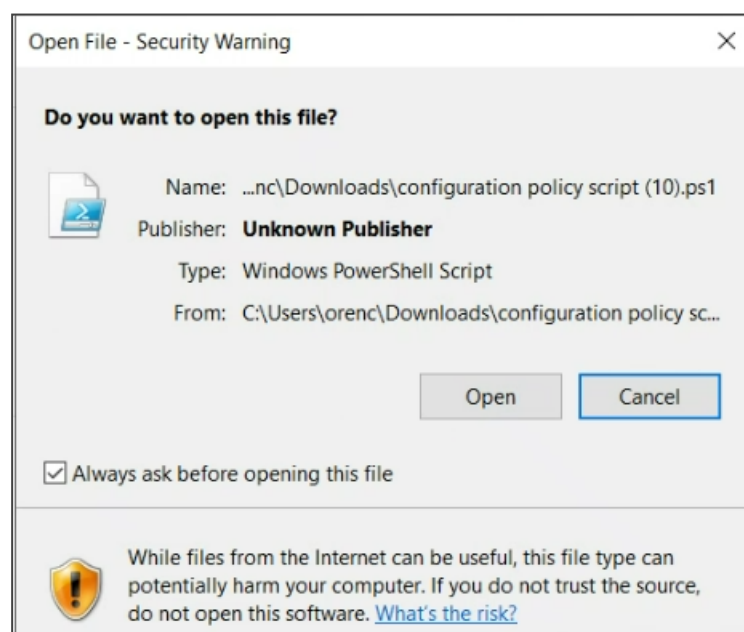 Open File - Security Warning
Do you want to open this file?
Name: ...nc\Downloads\configuration policy script (10).ps1
Publisher: Unknown Publisher
Type: Windows PowerShell Script
From: C:\Users\orenc\Downloads\configuration policy sc...
Open Cancel
Always ask before opening this file
While files from the Internet can be useful, this file type can
potentially harm your computer. If you do not trust the source,
do not open this software. What's the risk?